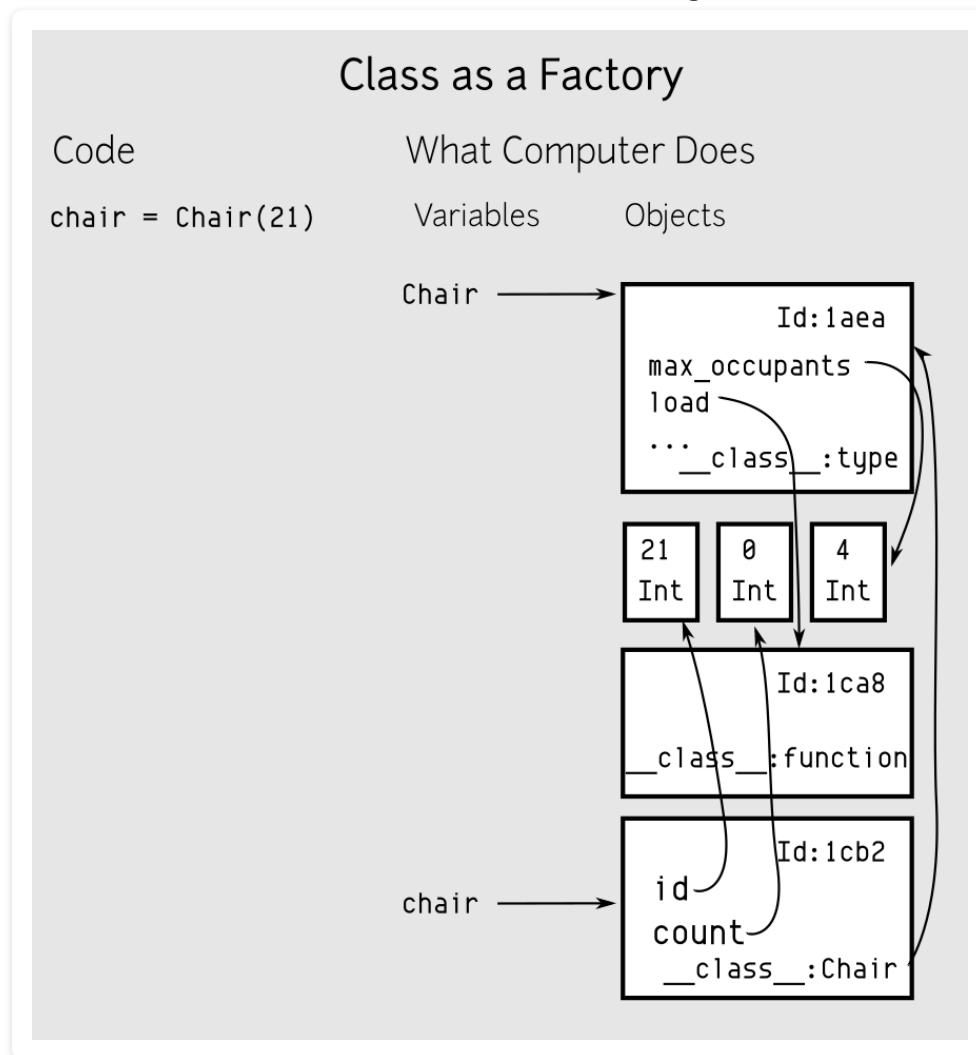 Class as a Factory
Code
What Computer Does
chair = Chair(21)
Variables
Objects
Chair
Id:1aea
max_occupants
load
...
__class__:type
21
Int
0
Int
4
Int
Id:1ca8
__class__:function
chair
Id:1cb2
id
count
__class__:Chair